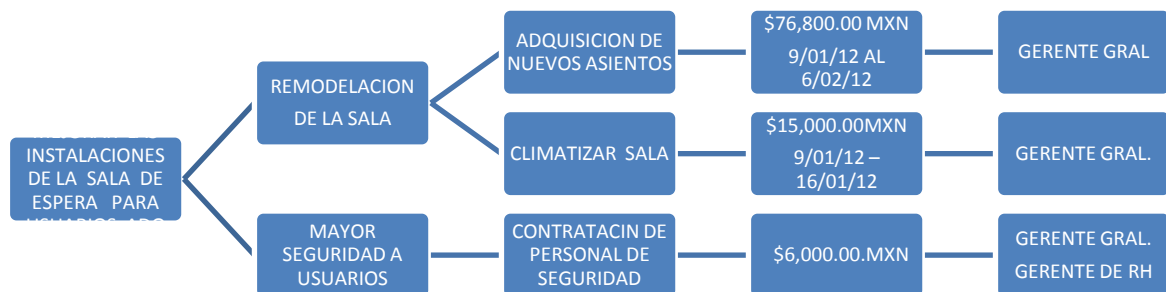 INSTALACIONES
DE LA SALA DE
ESPERA PARA
USUARIOS ADO
REMODELACION
DE LA SALA
MAYOR
SEGURIDAD A
USUARIOS
ADQUISICION DE
NUEVOS ASIENTOS
CLIMATIZAR SALA
CONTRATACIN DE
PERSONAL DE
SEGURIDAD
$76,800.00 MXN
9/01/12 AL
6/02/12
$15,000.00MXN
9/01/12 –
16/01/12
$6,000.00.MXN
GERENTE GRAL
GERENTE GRAL.
GERENTE GRAL.
GERENTE DE RH